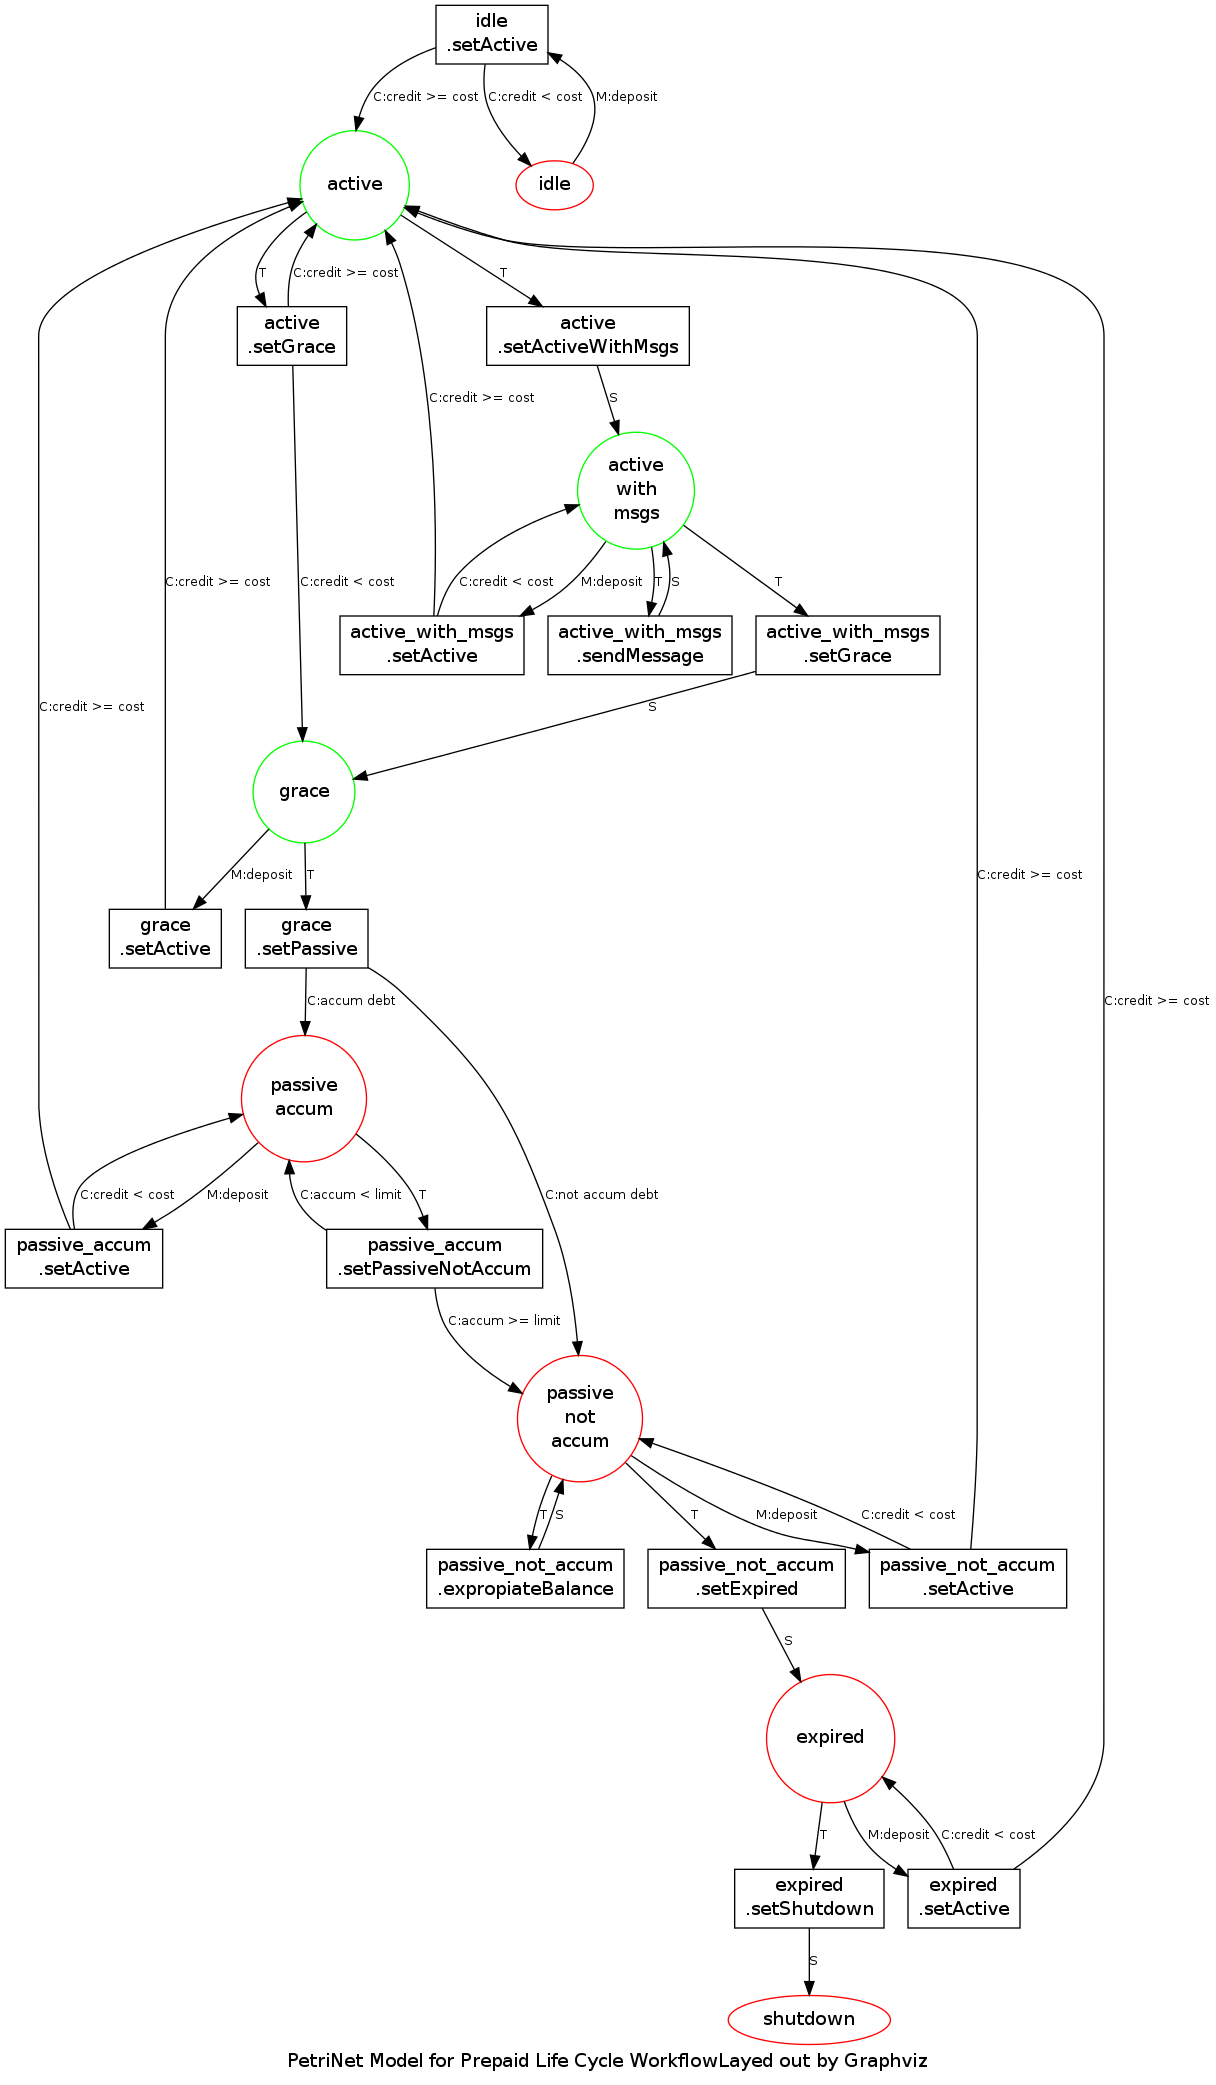 idle
.setActive
C:credit >= cost
C:credit < cost
M:deposit
active
idle
T
C:credit >= cost
T
active
.setGrace
active
.setActiveWithMsgs
C:credit >= cost
S
active
with
msgs
C:credit >= cost
C:credit < cost
C:credit < cost
M:deposit
T
S
T
active_with_msgs
.setActive
active_with_msgs
.sendMessage
active_with_msgs
.setGrace
C:credit >= cost
S
grace
M:deposit
T
C:credit >= cost
grace
.setActive
grace
.setPassive
C:accum debt
C:credit >= cost
passive
accum
C:credit < cost
M:deposit
C:accum < limit
T
C:not accum debt
passive_accum
.setActive
passive_accum
.setPassiveNotAccum
C:accum >= limit
passive
not
accum
T
S
T
M:deposit
C:credit < cost
passive_not_accum
.expropiateBalance
passive_not_accum
.setExpired
passive_not_accum
.setActive
S
expired
T
M:deposit
C:credit < cost
expired
.setShutdown
expired
.setActive
S
shutdown
PetriNet Model for Prepaid Life Cycle WorkflowLayed out by Graphviz